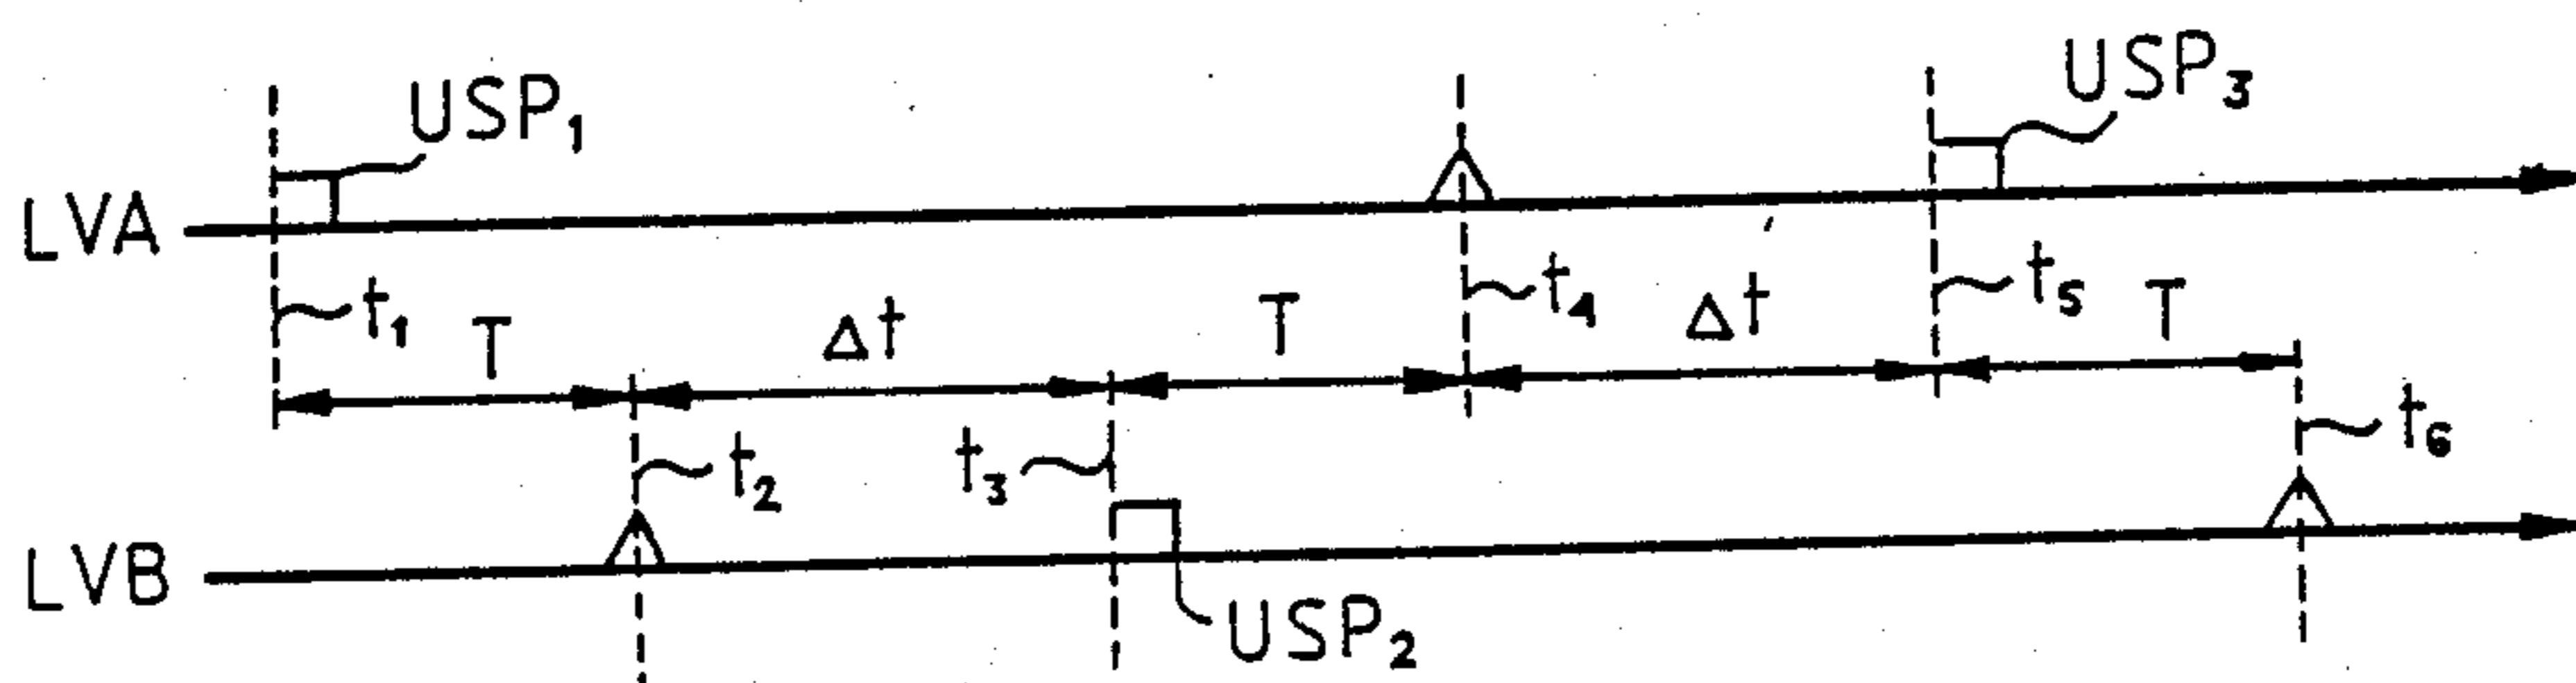 USP₁
USP₃
LVA
t₁
T
Δt
T
t₄
Δt
t₅
T
t₂
t₃
t₆
LVB
USP₂